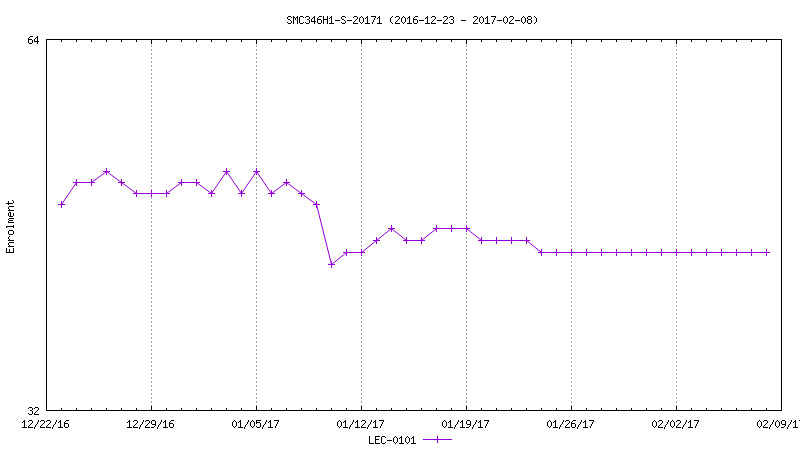 SMC346H1-S-20171 (2016-12-23 - 2017-02-08)
64
Enrolment
32
12/22/16 12/29/16 01/05/17 01/12/17 01/19/17 01/26/17 02/02/17 02/09/1
LEC-0101